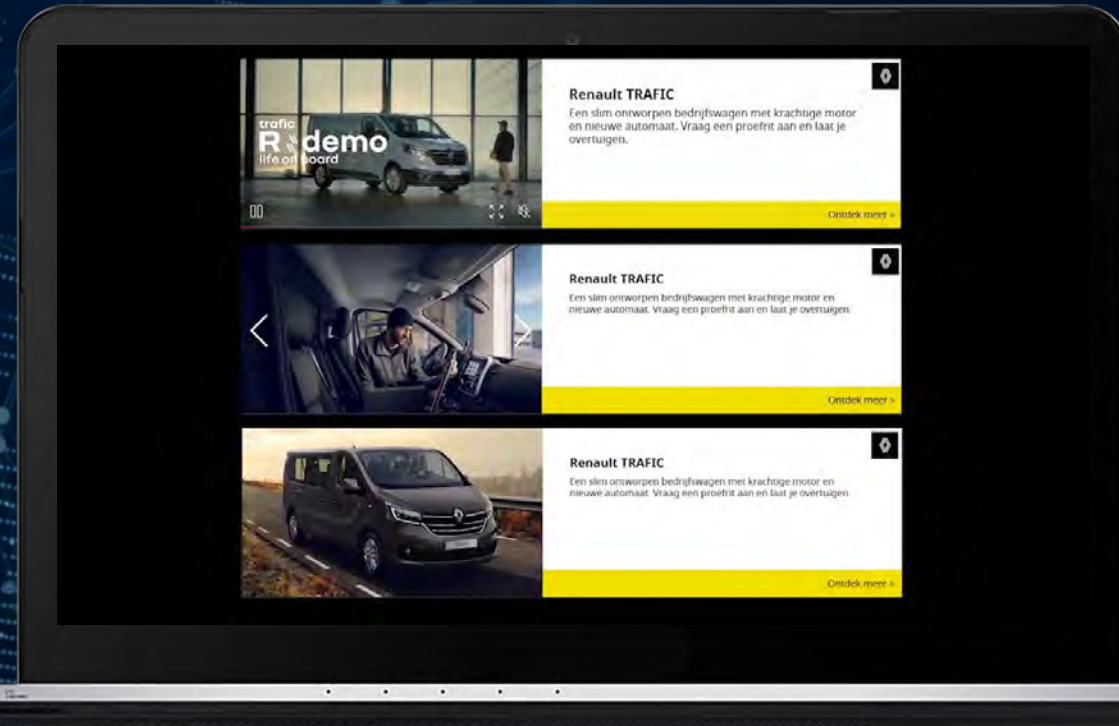 trafic
R demo
life on board
Renault TRAFIC
Een slim ontworpen bedrijfswagen met krachtige motor
en nieuwe automaat. Vraag een proefrit aan en laat je
overtuigen.
Ontdek meer >
Renault TRAFIC
Een slim ontworpen bedrijfswagen met krachtige motor en
nieuwe automaat. Vraag een proefrit aan en laat je overtuigen.
Ontdek meer >
Renault TRAFIC
Een slim ontworpen bedrijfswagen met krachtige motor en
nieuwe automaat. Vraag een proefrit aan en laat je overtuigen.
Ontdek meer >